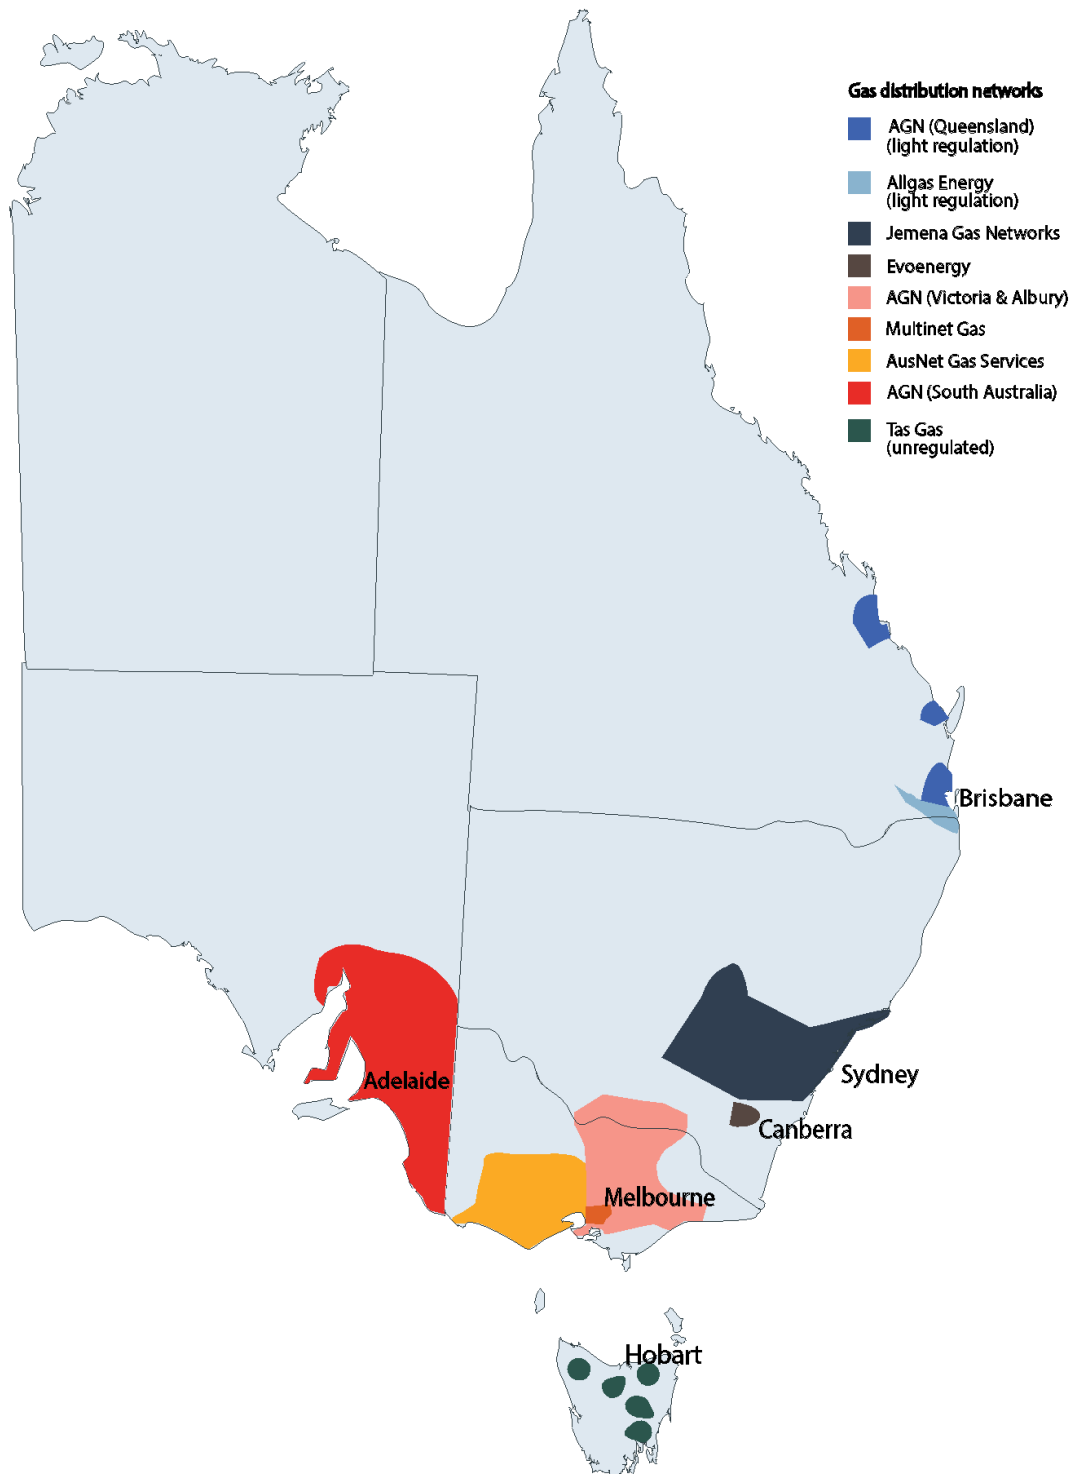 Gas distribution networks
AGN (Queensland)
(light regulation)
Allgas Energy
(light regulation)
Jemena Gas Networks
Evoenergy
AGN (Victoria & Albury)
Multinet Gas
AusNet Gas Services
AGN (South Australia)
Tas Gas
(unregulated)
Brisbane
Sydney
Adelaide
Canberra
Melbourne
Hobart